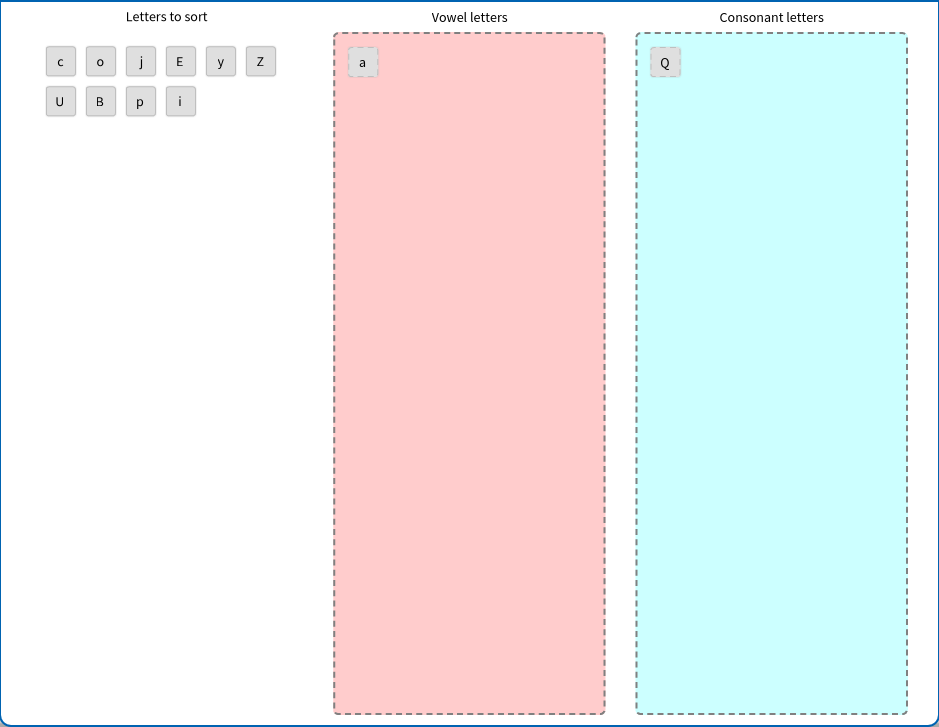 Letters to sort
c o j E y Z
U B p i
Vowel letters
a
Consonant letters
Q